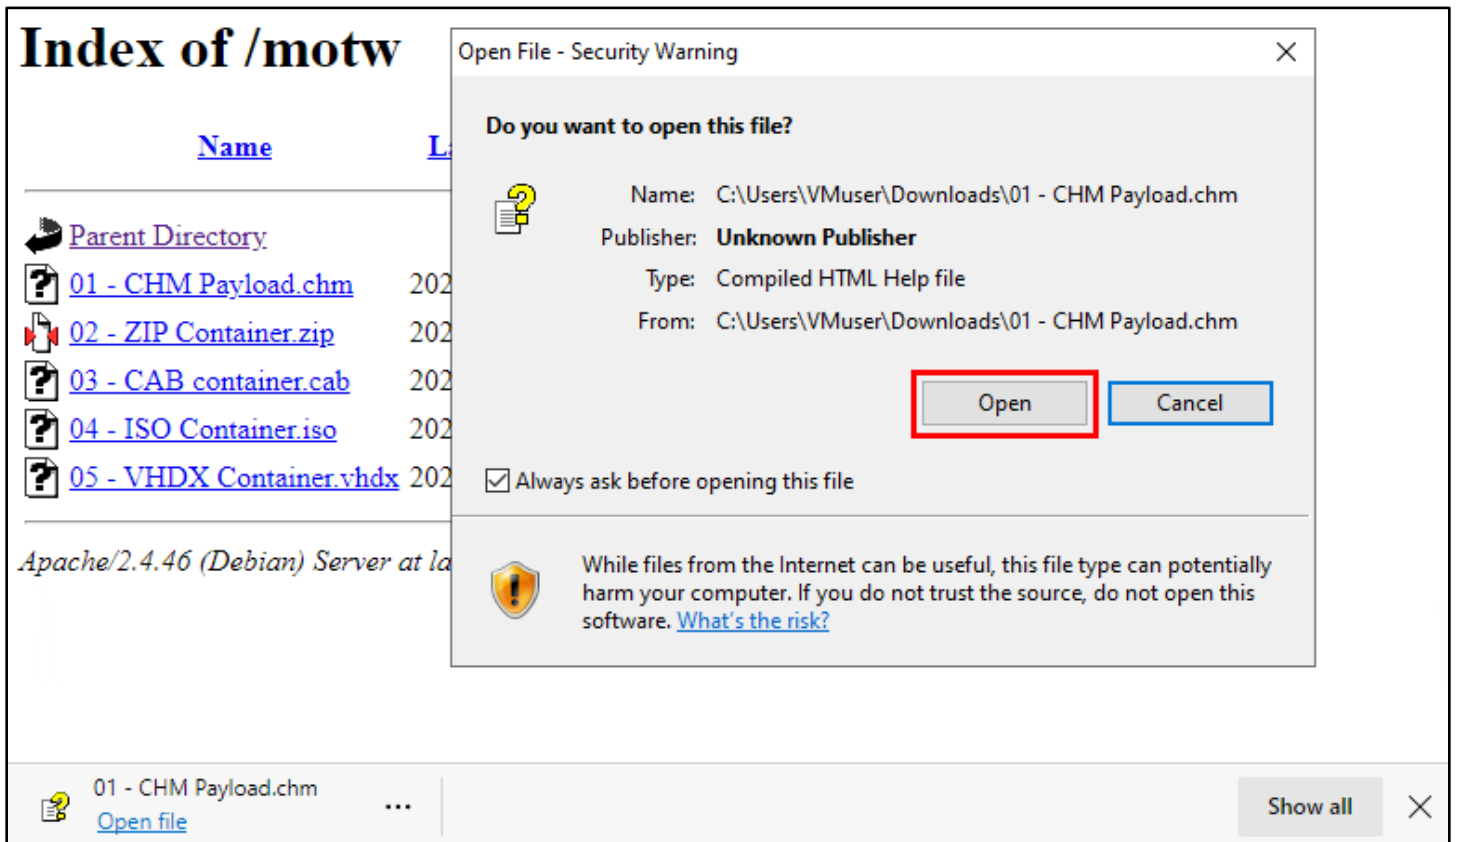 Index of /motw
Name
Parent Directory
01 - CHM Payload.chm 202
02 - ZIP Container.zip 202
03 - CAB container.cab 202
04 - ISO Container.iso 202
05 - VHDX Container.vhdx 202
Apache/2.4.46 (Debian) Server at la
Open File - Security Warning
Do you want to open this file?
Name: C:\Users\VMuser\Downloads\01 - CHM Payload.chm
Publisher: Unknown Publisher
Type: Compiled HTML Help file
From: C:\Users\VMuser\Downloads\01 - CHM Payload.chm
Open Cancel
Always ask before opening this file
While files from the Internet can be useful, this file type can potentially
harm your computer. If you do not trust the source, do not open this
software. What's the risk?
01 - CHM Payload.chm
Open file
...
Show all